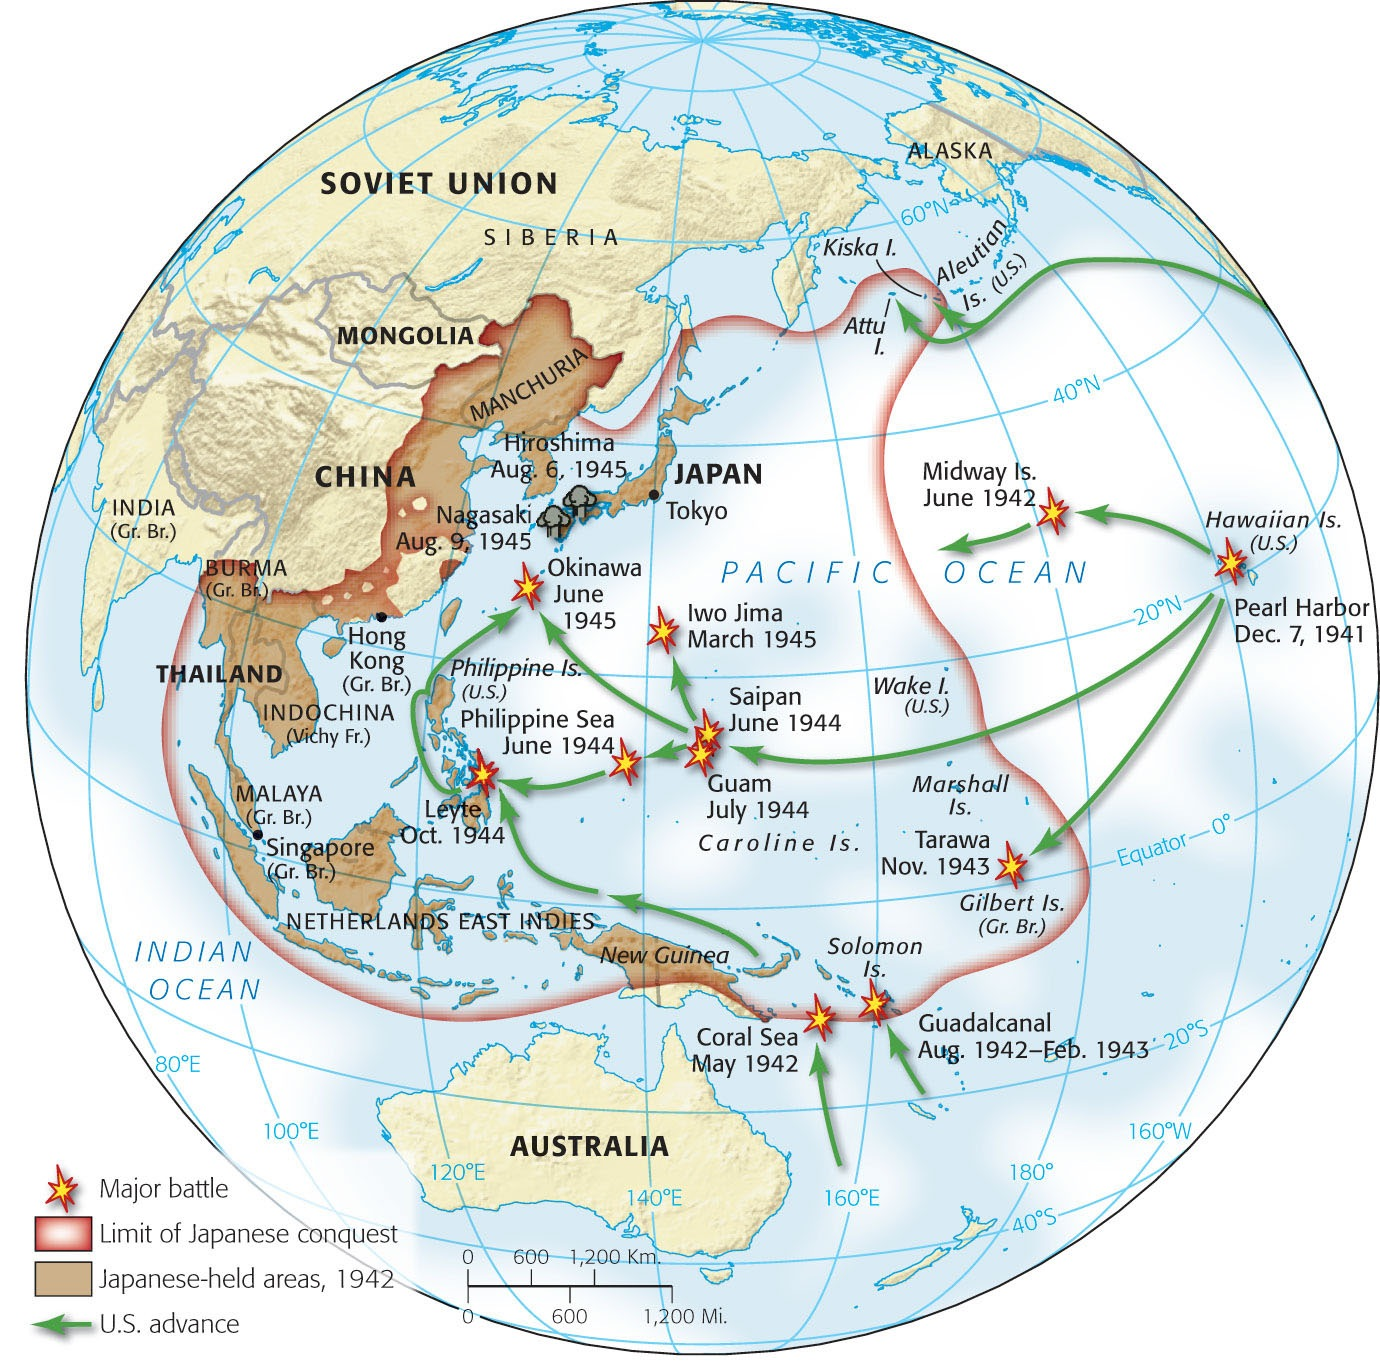 ALASKA
SOVIET UNION
SIBERIA
60°N
Kiska I.
Aleutian
Is. (U.S.)
Attu
I.
MONGOLIA
MANCHURIA
40°N
Hiroshima
Aug. 6, 1945
JAPAN
Tokyo
CHINA
Nagasaki
Aug. 9, 1945
Midway Is.
June 1942
INDIA
(Gr. Br.)
Hawaiian Is.
(U.S.)
BURMA
(Gr. Br.)
Okinawa
June
1945
PACIFIC OCEAN
20°N
Pearl Harbor
Dec. 7, 1941
Iwo Jima
March 1945
Hong
Kong
(Gr. Br.)
THAILAND
Philippine Is.
(U.S.)
Wake I.
(U.S.)
Saipan
June 1944
INDOCHINA
(Vichy Fr.)
Philippine Sea
June 1944
Guam
July 1944
Marshall
Is.
MALAYA
(Gr. Br.)
Leyte
Oct. 1944
Caroline Is.
Singapore
(Gr. Br.)
Tarawa
Nov. 1943
Equator
0°
Gilbert Is.
(Gr. Br.)
NETHERLANDS EAST INDIES
New Guinea
Solomon
Is.
INDIAN
OCEAN
Coral Sea
May 1942
Guadalcanal
Aug. 1942–Feb. 1943
20°S
80°E
100°E
120°E
140°E
160°E
180°
160°W
AUSTRALIA
40°S
Major battle
Limit of Japanese conquest
Japanese-held areas, 1942
U.S. advance
0 600 1,200 Km.
0 600 1,200 Mi.